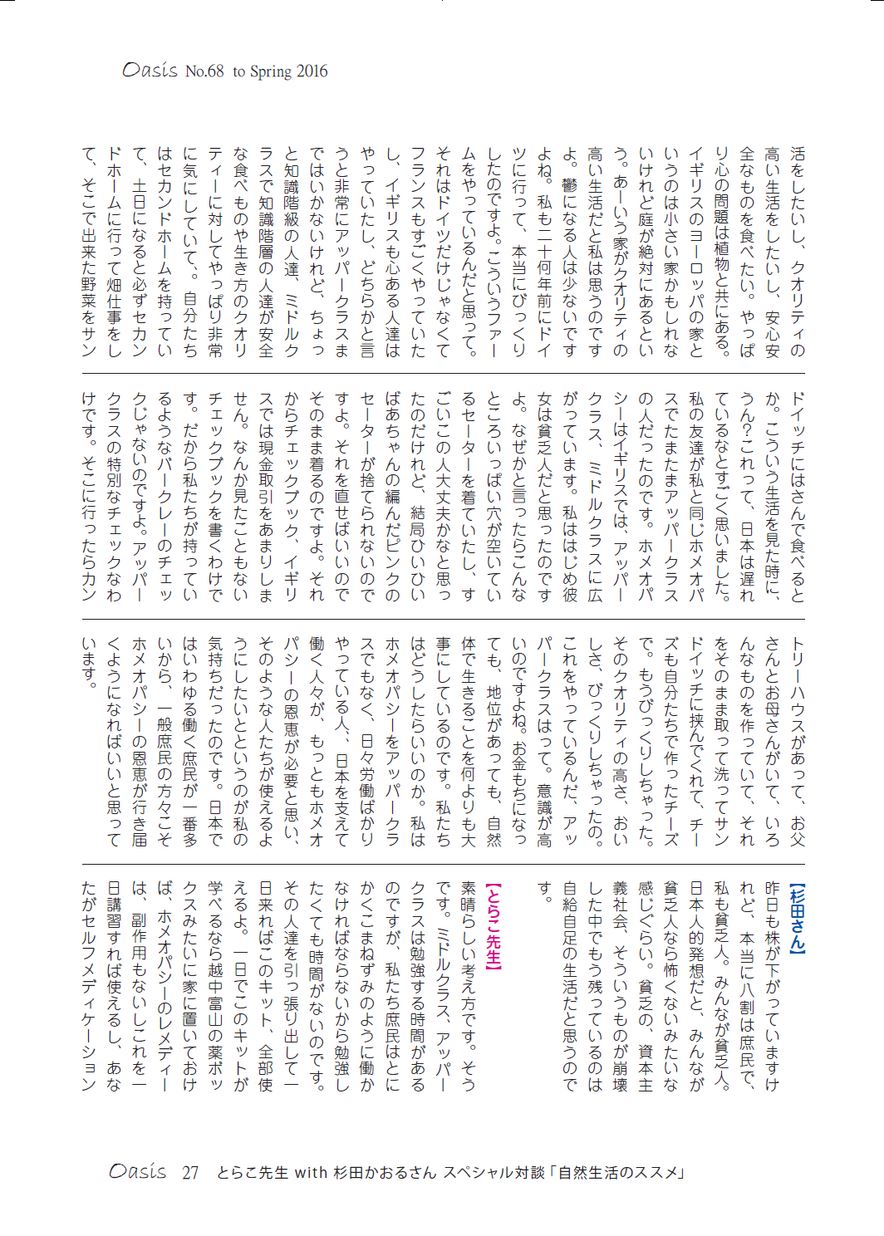 Oasis No.68 to Spring 2016
活をしたいし、クオリティの
高い生活をしたいし、安心安
全なものを食べたい。やっぱ
り心の問題は植物と共にある。
イギリスのヨーロッパの家と
いうのは小さい家かもしれな
いけれど庭が絶対にあるとい
う。あーいう家がクオリティの
高い生活だと私は思うのです
よ。鬱になる人は少ないです
よね。私も二十何年前にドイ
ツに行って、本当にびっくり
したのですよ。こういうファー
ムをやっているんだと思って。
それはドイツだけじゃなくて
フランスもすごくやっていた
し、イギリスも心ある人達は
やっていたし、どちらかと言
うと非常にアッパークラスま
ではいかないけれど、ちょっ
と知識階級の人達、ミドルク
ラスで知識階層の人達が安全
な食べものや生き方のクオリ
ティーに対してやっぱり非常
に気にしていて、。自分たち
はセカンドホームを持ってい
て、土日になると必ずセカン
ドホームに行って畑仕事をし
て、そこで出来た野菜をサン
ドイッチにはさんで食べると
か。こういう生活を見た時に、
うん?これって、日本は遅れ
ているなとすごく思いました。
私の友達が私と同じホメオパ
スでたまたまアッパークラス
の人だったのです。ホメオパ
シーはイギリスでは、アッパー
クラス、ミドルクラスに広
がっています。私ははじめ彼
女は貧乏人だと思ったのです
よ。なぜかと言ったらこんな
ところいっぱい穴が空いてい
るセーターを着ていたし、す
ごいこの人大丈夫かなと思っ
たのだけれど、結局ひいひい
ばあちゃんの編んだピンクの
セーターが捨てられないので
すよ。それを直せばいいので
そのまま着るのですよ。それ
からチェックブック、イギリ
スでは現金取引をあまりしま
せん。なんか見たこともない
チェックブックを書くわけで
す。だから私たちが持ってい
るようなバークレーのチェッ
クじゃないのですよ。アッパー
クラスの特別なチェックなわ
けです。そこに行ったらカン
トリーハウスがあって、お父
さんとお母さんがいて、いろ
んなものを作っていて、それ
をそのまま取って洗ってサン
ドイッチに挟んでくれて、チー
ズも自分たちで作ったチーズ
で。もうびっくりしちゃった。
そのクオリティの高さ、おい
しさ、びっくりしちゃったの。
これをやっているんだ、アッ
パークラスはって。意識が高
いのですよね。お金もちになっ
ても、地位があっても、自然
体で生きることを何よりも大
事にしているのです。私たち
はどうしたらいいのか。私は
ホメオパシーをアッパークラ
スでもなく、日々労働ばかり
やっている人、、日本を支えて
働く人々が、もっともホメオ
パシーの恩恵が必要と思い、
そのような人たちが使えるよ
うにしたいとというのが私の
気持ちだったのです。日本で
はいわゆる働く庶民が一番多
いから、一般庶民の方々こそ
ホメオパシーの恩恵が行き届
くようになればいいと思って
います。
【杉田さん】
昨日も株が下がっていますけ
れど、本当に八割は庶民で、
私も貧乏人。みんなが貧乏人。
日本人的発想だと、みんなが
貧乏人なら怖くないみたいな
感じぐらい。貧乏の、資本主
義社会、そういうものが崩壊
した中でもう残っているのは
自給自足の生活だと思うので
す。
【とらこ先生】
素晴らしい考え方です。そう
です。ミドルクラス、アッパー
クラスは勉強する時間がある
のですが、私たち庶民はとに
かくこまねずみのように働か
なければならないから勉強し
たくても時間がないのです。
その人達を引っ張り出して一
日来ればこのキット、全部使
えるよ。一日でこのキットが
学べるなら越中富山の薬ボッ
クスみたいに家に置いておけ
ば、ホメオパシーのレメディー
は、副作用もないしこれを一
日講習すれば使えるし、あな
たがセルフメディケーション
Oasis 27 とらこ先生 with 杉田かおるさん スペシャル対談「自然生活のススメ」